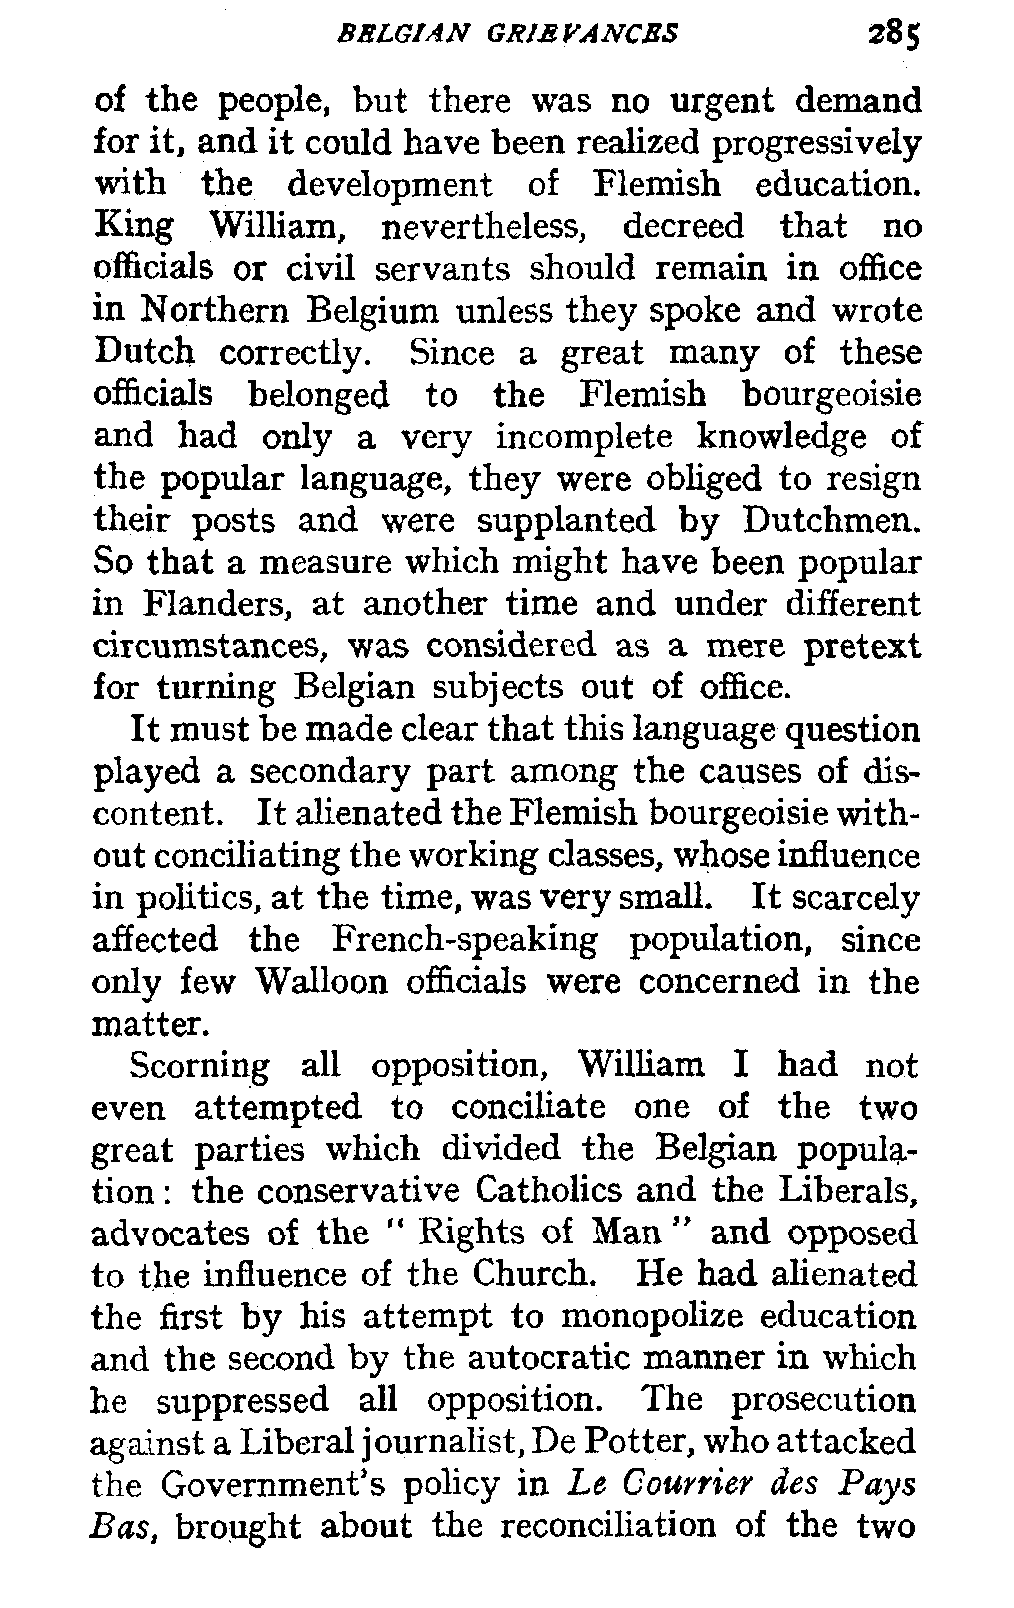 BELGIAN GRIEVANCES 285
of the people, but there was no urgent demand
for it, and it could have been realized progressively
with the development of Flemish education.
King William, nevertheless, decreed that no
officials or civil servants should remain in office
in Northern Belgium unless they spoke and wrote
Dutch correctly. Since a great many of these
officials belonged to the Flemish bourgeoisie
and had only a very incomplete knowledge of
the popular language, they were obliged to resign
their posts and were supplanted by Dutchmen.
So that a measure which might have been popular
in Flanders, at another time and under different
circumstances, was considered as a mere pretext
for turning Belgian subjects out of office.
It must be made clear that this language question
played a secondary part among the causes of dis-
content. It alienated the Flemish bourgeoisie with-
out conciliating the working classes, whose influence
in politics, at the time, was very small. It scarcely
affected the French-speaking population, since
only few Walloon officials were concerned in the
matter.
Scorning all opposition, William I had not
even attempted to conciliate one of the two
great parties which divided the Belgian popula-
tion : the conservative Catholics and the Liberals,
advocates of the " Rights of Man " and opposed
to the influence of the Church. He had alienated
the first by his attempt to monopolize education
and the second by the autocratic manner in which
he suppressed all opposition. The prosecution
against a Liberal journalist, De Potter, who attacked
the Government's policy in Le Courrier des Pays
Bas, brought about the reconciliation of the two